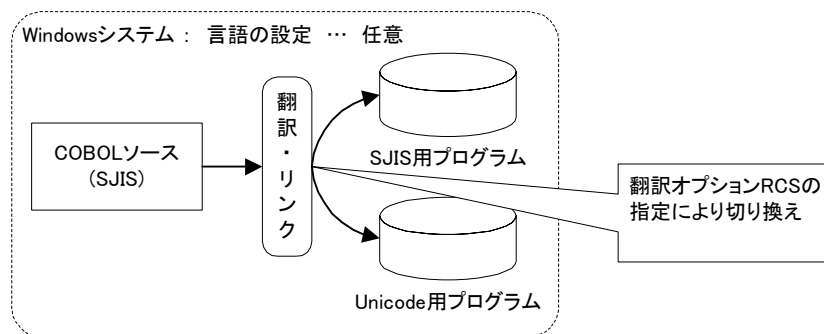 Windowsシステム： 言語の設定 … 任意
COBOLソース
(SJIS)
翻訳・リンク
SJIS用プログラム
Unicode用プログラム
翻訳オプションRCSの
指定により切り換え